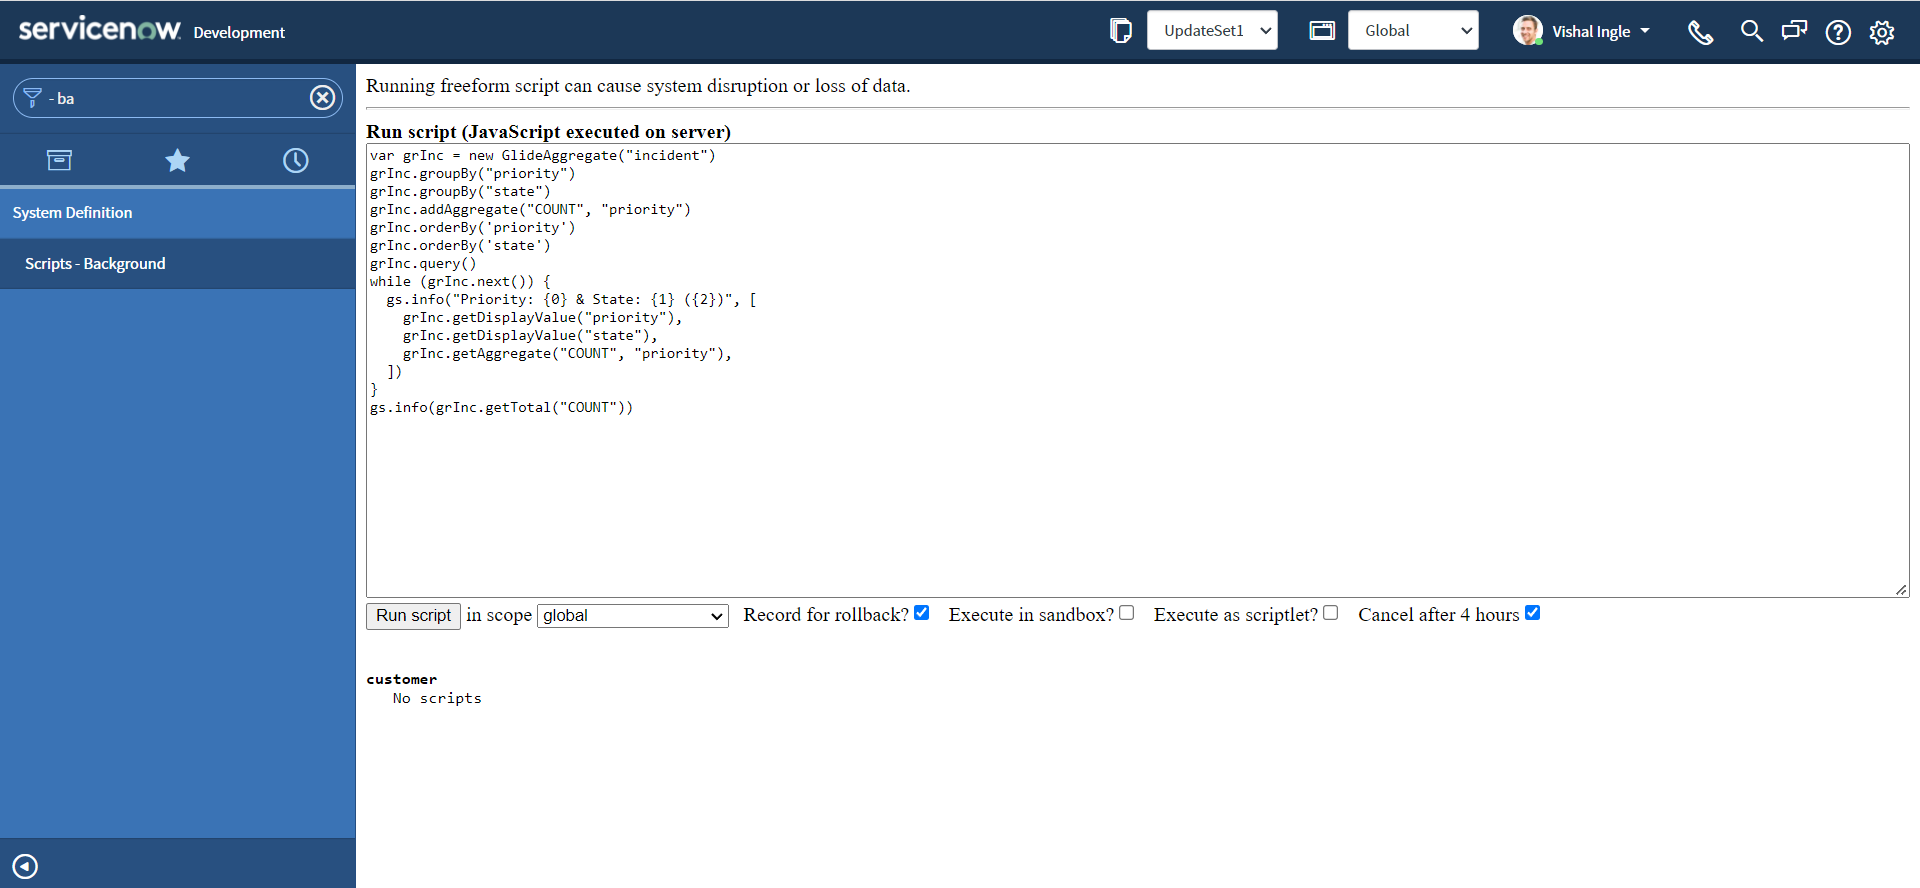 servicenow Development
UpdateSet1
Global
Vishal Ingle
- ba
System Definition
Scripts - Background
Running freeform script can cause system disruption or loss of data.
Run script (JavaScript executed on server)
var grInc = new GlideAggregate("incident")
grInc.groupBy("priority")
grInc.groupBy("state")
grInc.addAggregate("COUNT", "priority")
grInc.orderBy('priority')
grInc.orderBy('state')
grInc.query()
while (grInc.next()) {
  gs.info("Priority: {0} & State: {1} ({2})", [
    grInc.getDisplayValue("priority"),
    grInc.getDisplayValue("state"),
    grInc.getAggregate("COUNT", "priority"),
  ])
}
gs.info(grInc.getTotal("COUNT"))
Run script in scope global Record for rollback? Execute in sandbox? Execute as scriptlet? Cancel after 4 hours
customer
No scripts